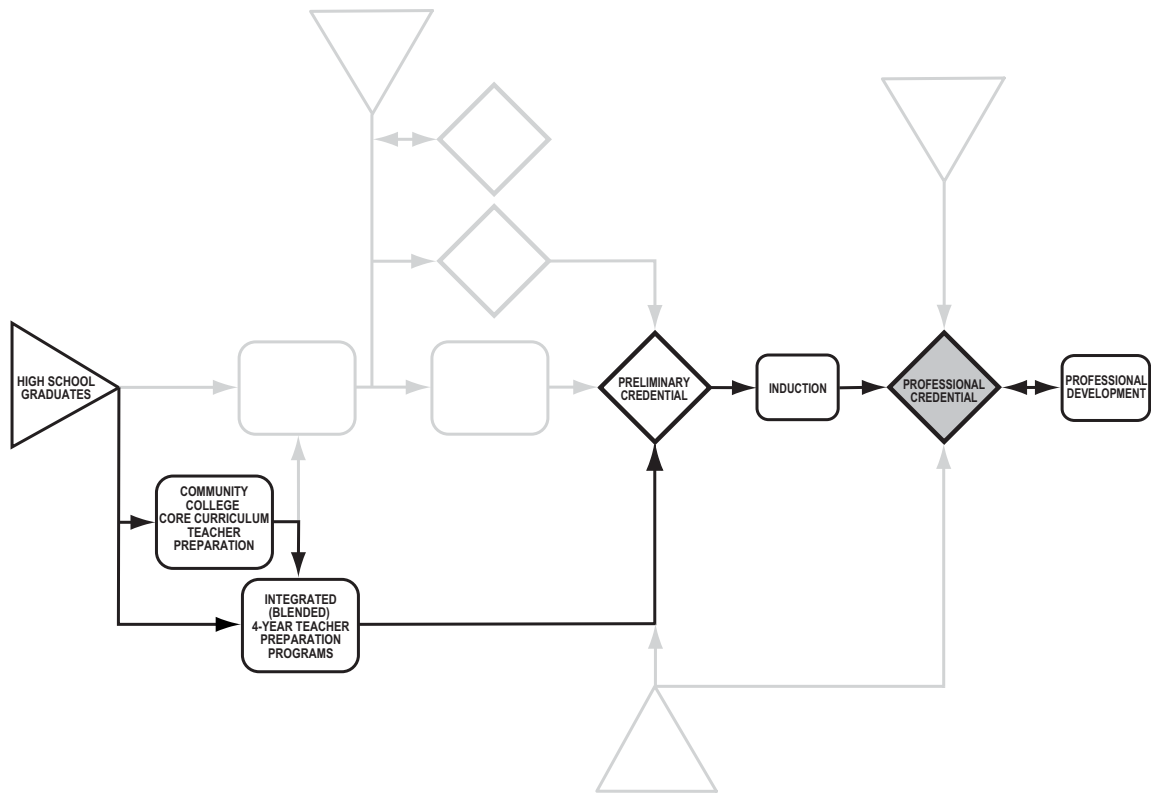 HIGH SCHOOL
GRADUATES
COMMUNITY
COLLEGE
CORE CURRICULUM
TEACHER
PREPARATION
INTEGRATED
(BLENDED)
4-YEAR TEACHER
PREPARATION
PROGRAMS
PRELIMINARY
CREDENTIAL
INDUCTION
PROFESSIONAL
CREDENTIAL
PROFESSIONAL
DEVELOPMENT